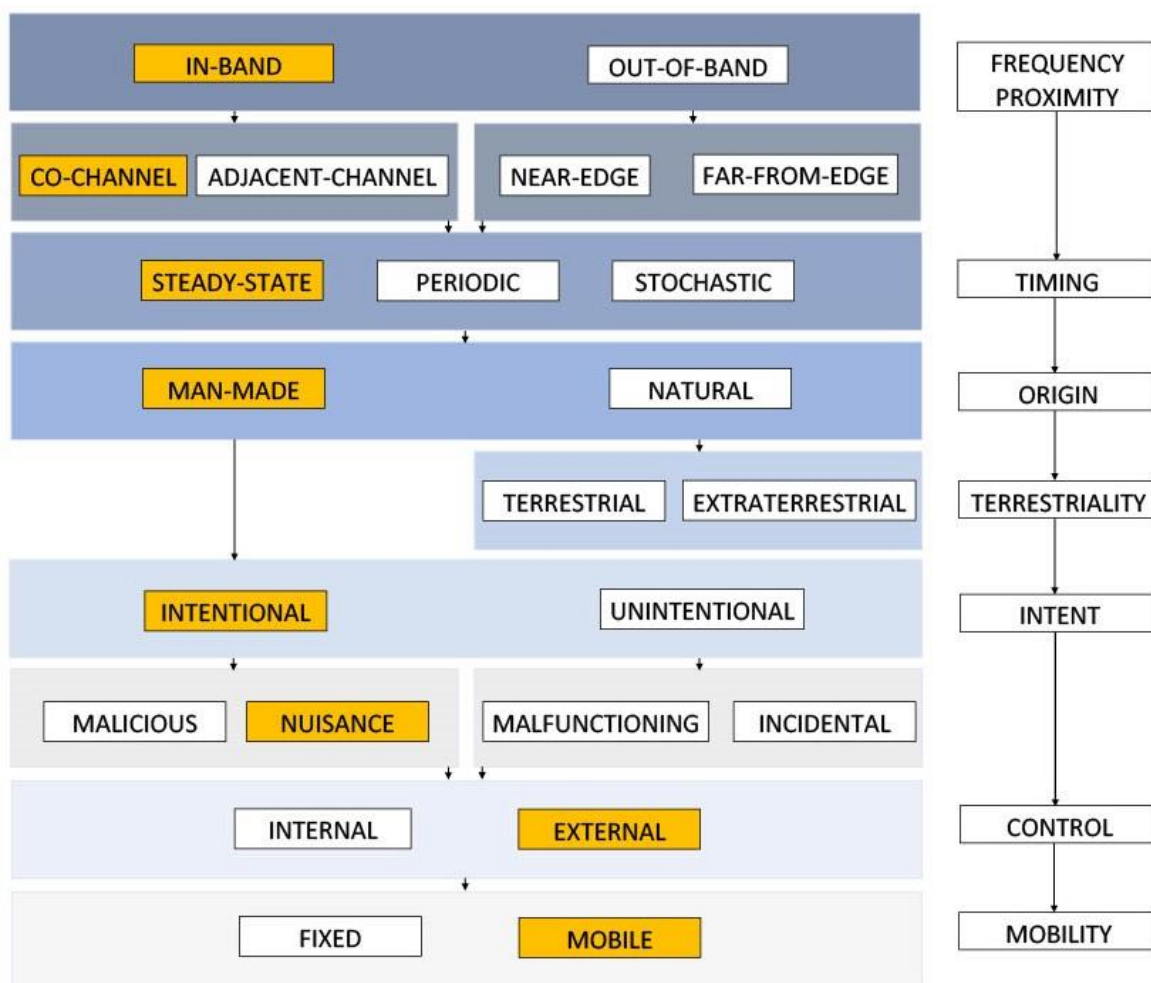 IN-BAND
OUT-OF-BAND
FREQUENCY
PROXIMITY
CO-CHANNEL
ADJACENT-CHANNEL
NEAR-EDGE
FAR-FROM-EDGE
STEADY-STATE
PERIODIC
STOCHASTIC
TIMING
MAN-MADE
NATURAL
ORIGIN
TERRESTRIAL
EXTRATERRESTRIAL
TERRESTRIALITY
INTENTIONAL
UNINTENTIONAL
INTENT
MALICIOUS
NUISANCE
MALFUNCTIONING
INCIDENTAL
INTERNAL
EXTERNAL
CONTROL
FIXED
MOBILE
MOBILITY